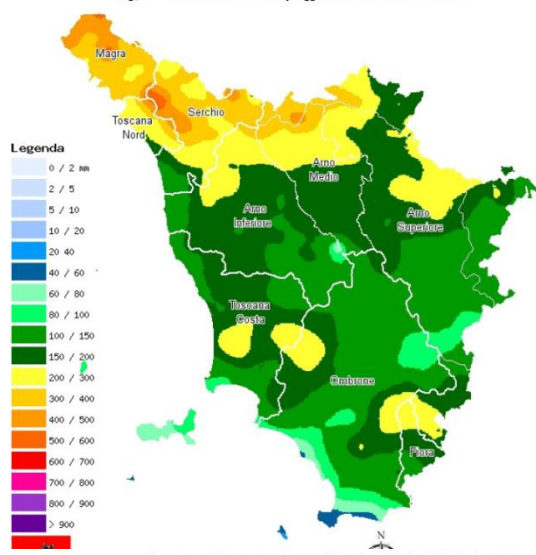 Magra
Serchio
Toscana
Nord
Arno
Medio
Arno
Inferiore
Arno
Superiore
Toscana
Costa
Ombrone
Fiora
N
Legenda
0 / 2 mm
2 / 5
5 / 10
10 / 20
20 40
40 / 60
60 / 80
80 / 100
100 / 150
150 / 200
200 / 300
300 / 400
400 / 500
500 / 600
600 / 700
700 / 800
800 / 900
> 900